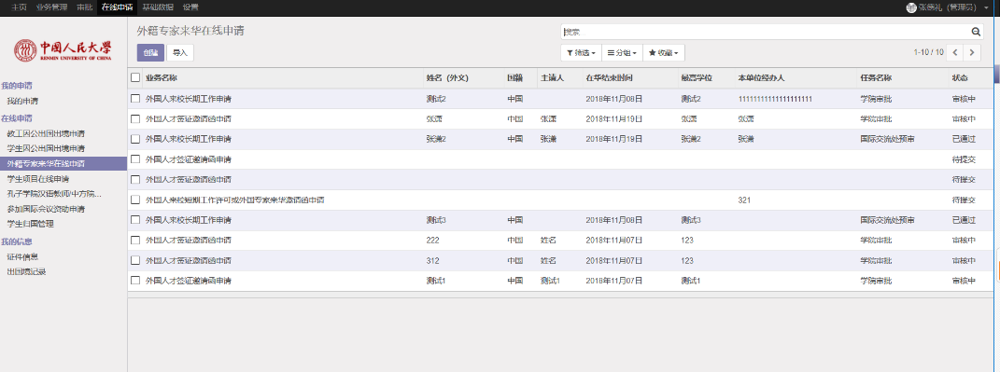 主页 业务管理 审批 在线申请 基础数据 设置 张晓礼（管理员）
中国人民大学
RENMIN UNIVERSITY OF CHINA
外籍专家来华在线申请
搜索
创建 导入
筛选 分组 收藏 1-10 / 10
我的申请
我的申请
在线申请
教工因公出国出境申请
学生因公出国出境申请
外籍专家来华在线申请
学生项目在线申请
孔子学院汉语教师/中方院...
参加国际会议资助申请
学生归国管理
我的信息
证件信息
出国境记录
业务名称 姓名（外文） 国籍 主请人 在华结束时间 最高学位 本单位经办人 任务名称 状态
外国人来校长期工作申请 测试2 中国 2018年11月08日 测试2 11111111111111111111 学院审批 审核中
外国人才签证邀请函申请 张潇 中国 张潇 2018年11月19日 张潇 张潇 学院审批 审核中
外国人来校长期工作申请 张潇2 中国 张潇 2018年11月19日 张潇2 张潇 国际交流处预审 已通过
外国人才签证邀请函申请 待提交
外国人才签证邀请函申请 待提交
外国人来校短期工作许可或外国专家来华邀请函申请 321 待提交
外国人来校长期工作申请 测试3 中国 2018年11月08日 测试3 国际交流处预审 已通过
外国人才签证邀请函申请 222 中国 姓名 2018年11月07日 123 学院审批 审核中
外国人才签证邀请函申请 312 中国 姓名 2018年11月07日 123 学院审批 审核中
外国人才签证邀请函申请 测试1 中国 测试1 2018年11月07日 测试1 学院审批 审核中